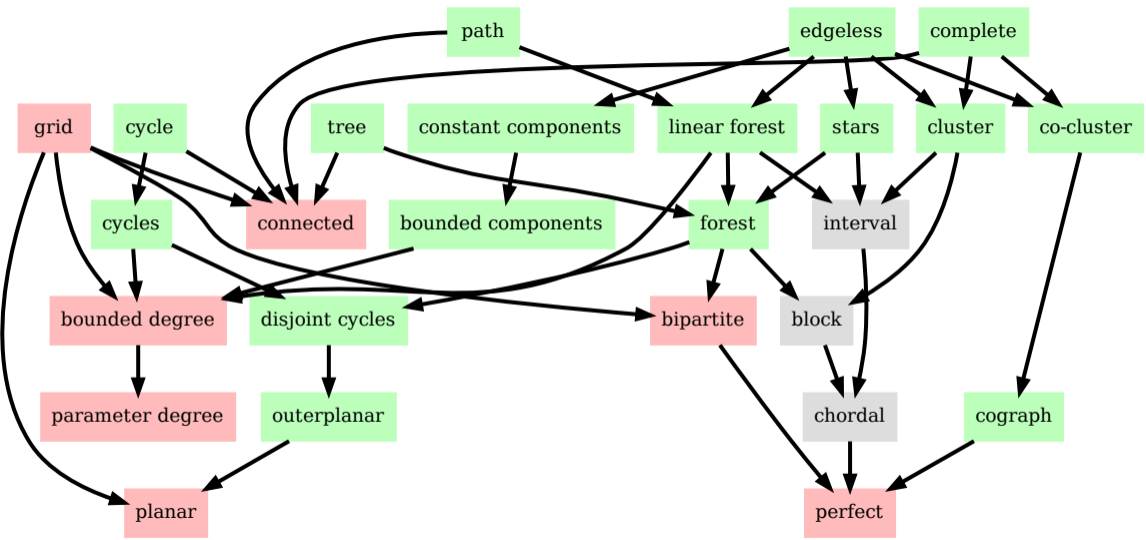 path
edgeless
complete
grid
cycle
tree
constant components
linear forest
stars
cluster
co-cluster
cycles
connected
bounded components
forest
interval
bounded degree
disjoint cycles
bipartite
block
parameter degree
outerplanar
chordal
cograph
planar
perfect